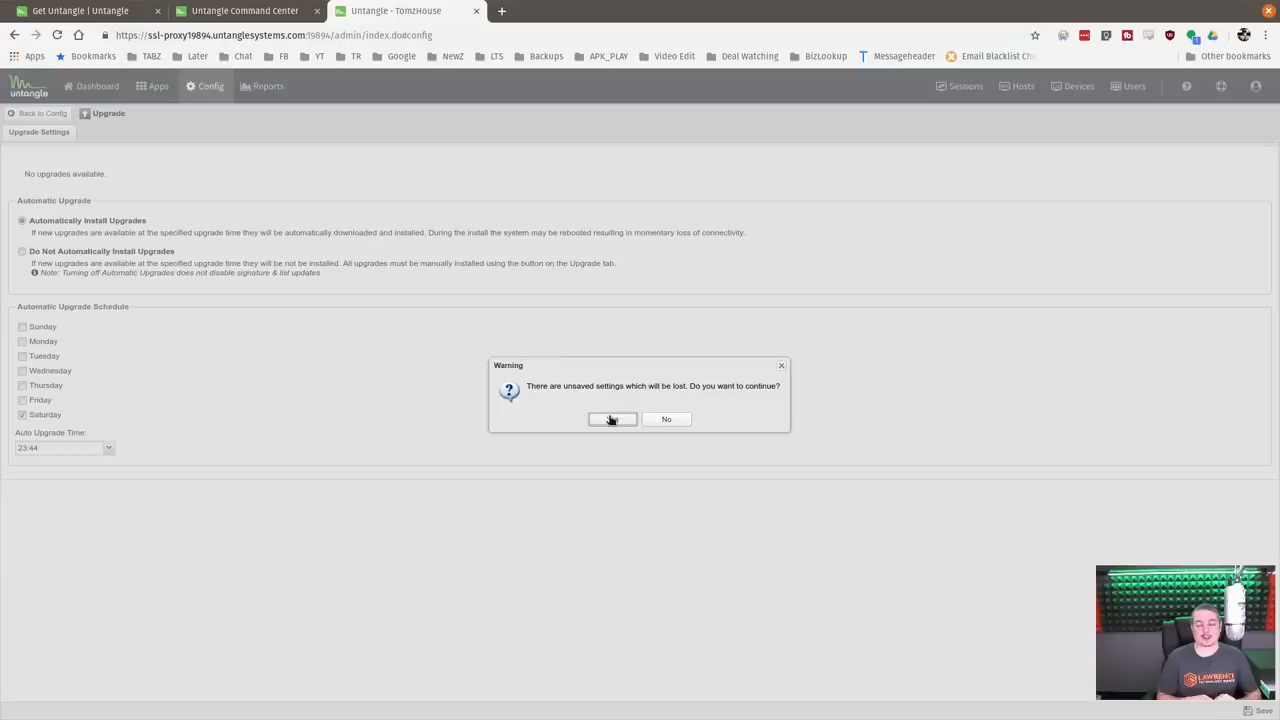 Get Untangle | Untangle
Untangle Command Center
Untangle - TomzHouse
https://ssl-proxy19894.untanglesystems.com:19894/admin/index.do#config
Apps
Bookmarks
TABZ
Later
Chat
FB
YT
TR
Google
NewZ
LTS
Backups
APK_PLAY
Video Edit
Deal Watching
BizLookup
Messageheader
Email Blacklist Che
Other bookmarks
untangle
Dashboard
Apps
Config
Reports
Sessions
Hosts
Devices
Users
Back to Config
Upgrade
Upgrade Settings
No upgrades available.
Automatic Upgrade
Automatically Install Upgrades
If new upgrades are available at the specified upgrade time they will be automatically downloaded and installed. During the install the system may be rebooted resulting in momentary loss of connectivity.
Do Not Automatically Install Upgrades
If new upgrades are available at the specified upgrade time they will be not be installed. All upgrades must be manually installed using the button on the Upgrade tab.
Note: Turning off Automatic Upgrades does not disable signature & list updates
Automatic Upgrade Schedule
Sunday
Monday
Tuesday
Wednesday
Thursday
Friday
Saturday
Auto Upgrade Time:
23:44
Warning
There are unsaved settings which will be lost. Do you want to continue?
No
LAWRENCE
Save